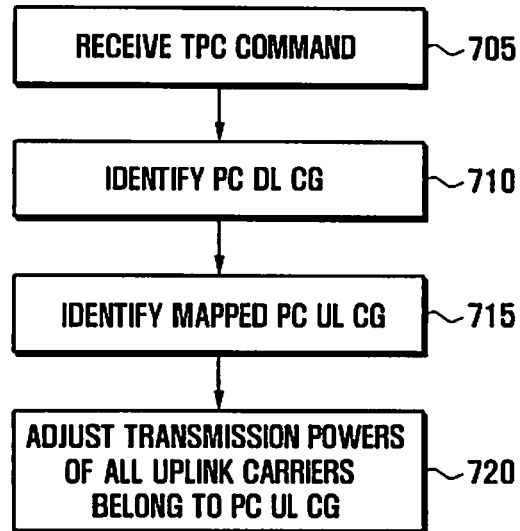 RECEIVE TPC COMMAND
705
IDENTIFY PC DL CG
710
IDENTIFY MAPPED PC UL CG
715
ADJUST TRANSMISSION POWERS
OF ALL UPLINK CARRIERS
BELONG TO PC UL CG
720